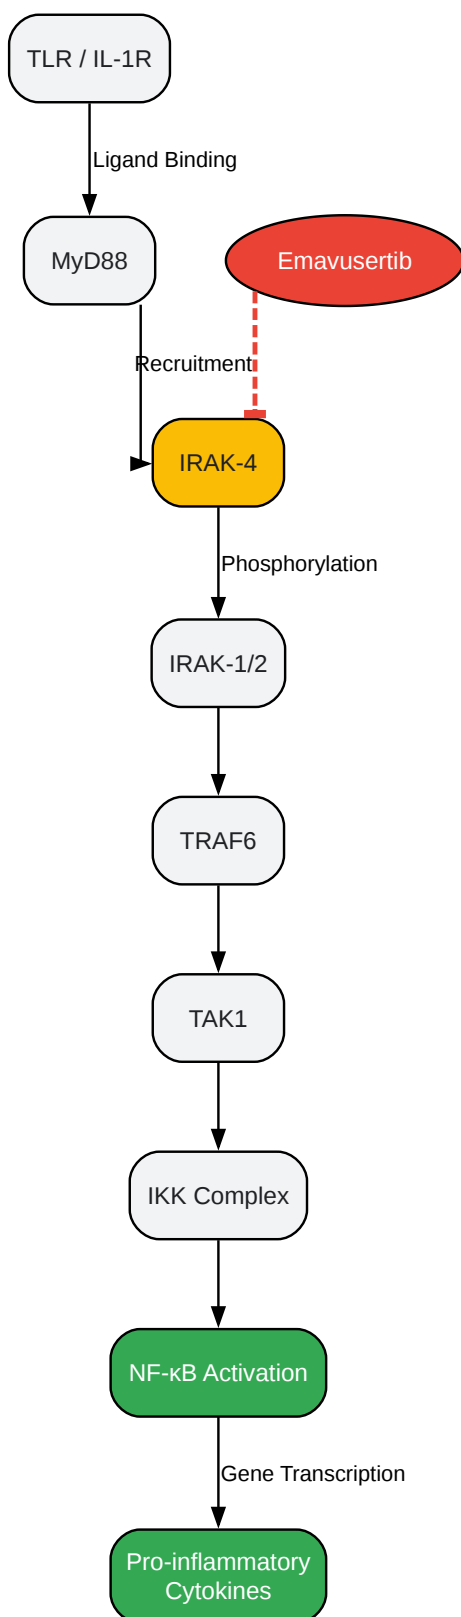 TLR / IL-1R
Ligand Binding
MyD88
Emavusertib
Recruitment
IRAK-4
Phosphorylation
IRAK-1/2
TRAF6
TAK1
IKK Complex
NF-κB Activation
Gene Transcription
Pro-inflammatory
Cytokines